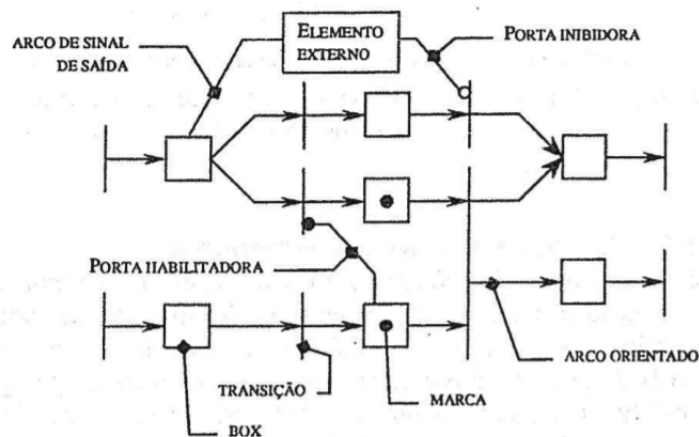 ARCO DE SINAL
DE SAÍDA
ELEMENTO
EXTERNO
PORTA INIBIDORA
PORTA HABILITADORA
ARCO ORIENTADO
TRANSIÇÃO
MARCA
BOX